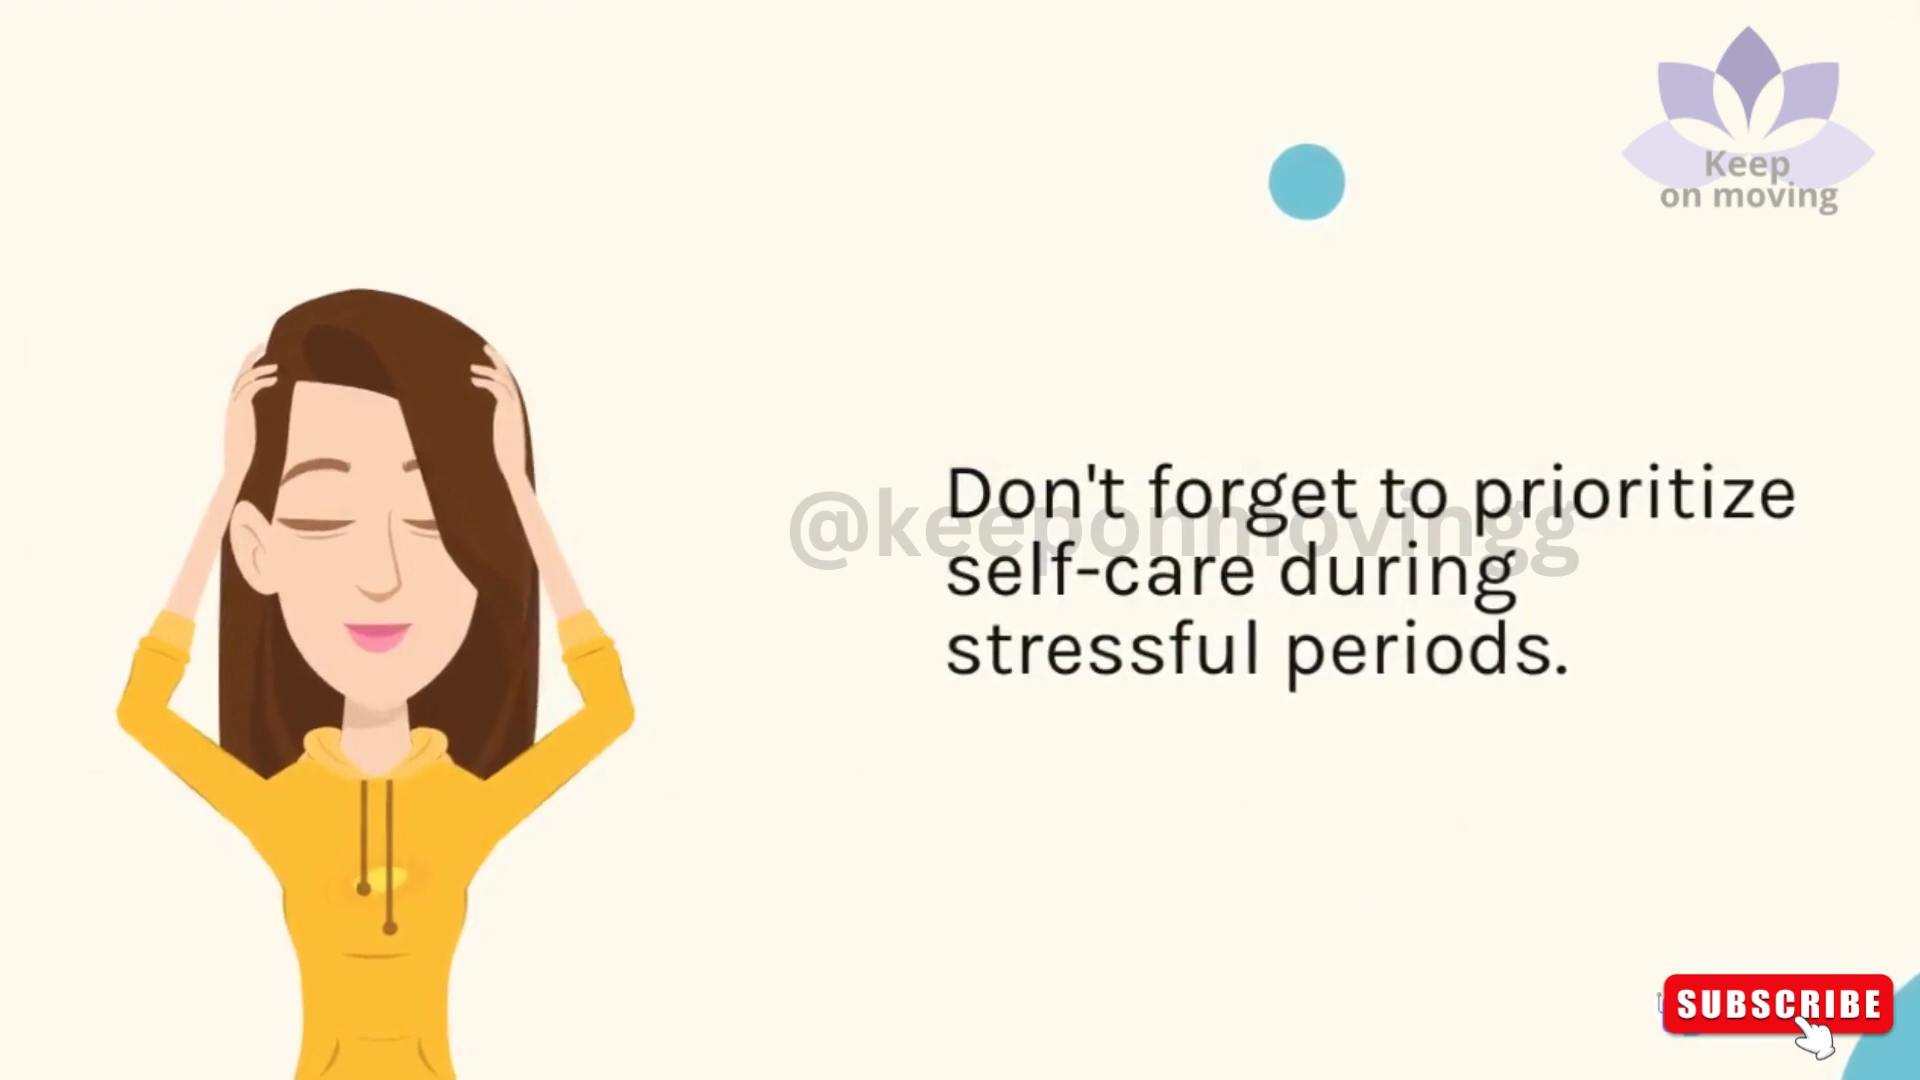 Keep
on moving
Don't forget to prioritize
@keeponmovingg
self-care during
stressful periods.
SUBSCRIBE